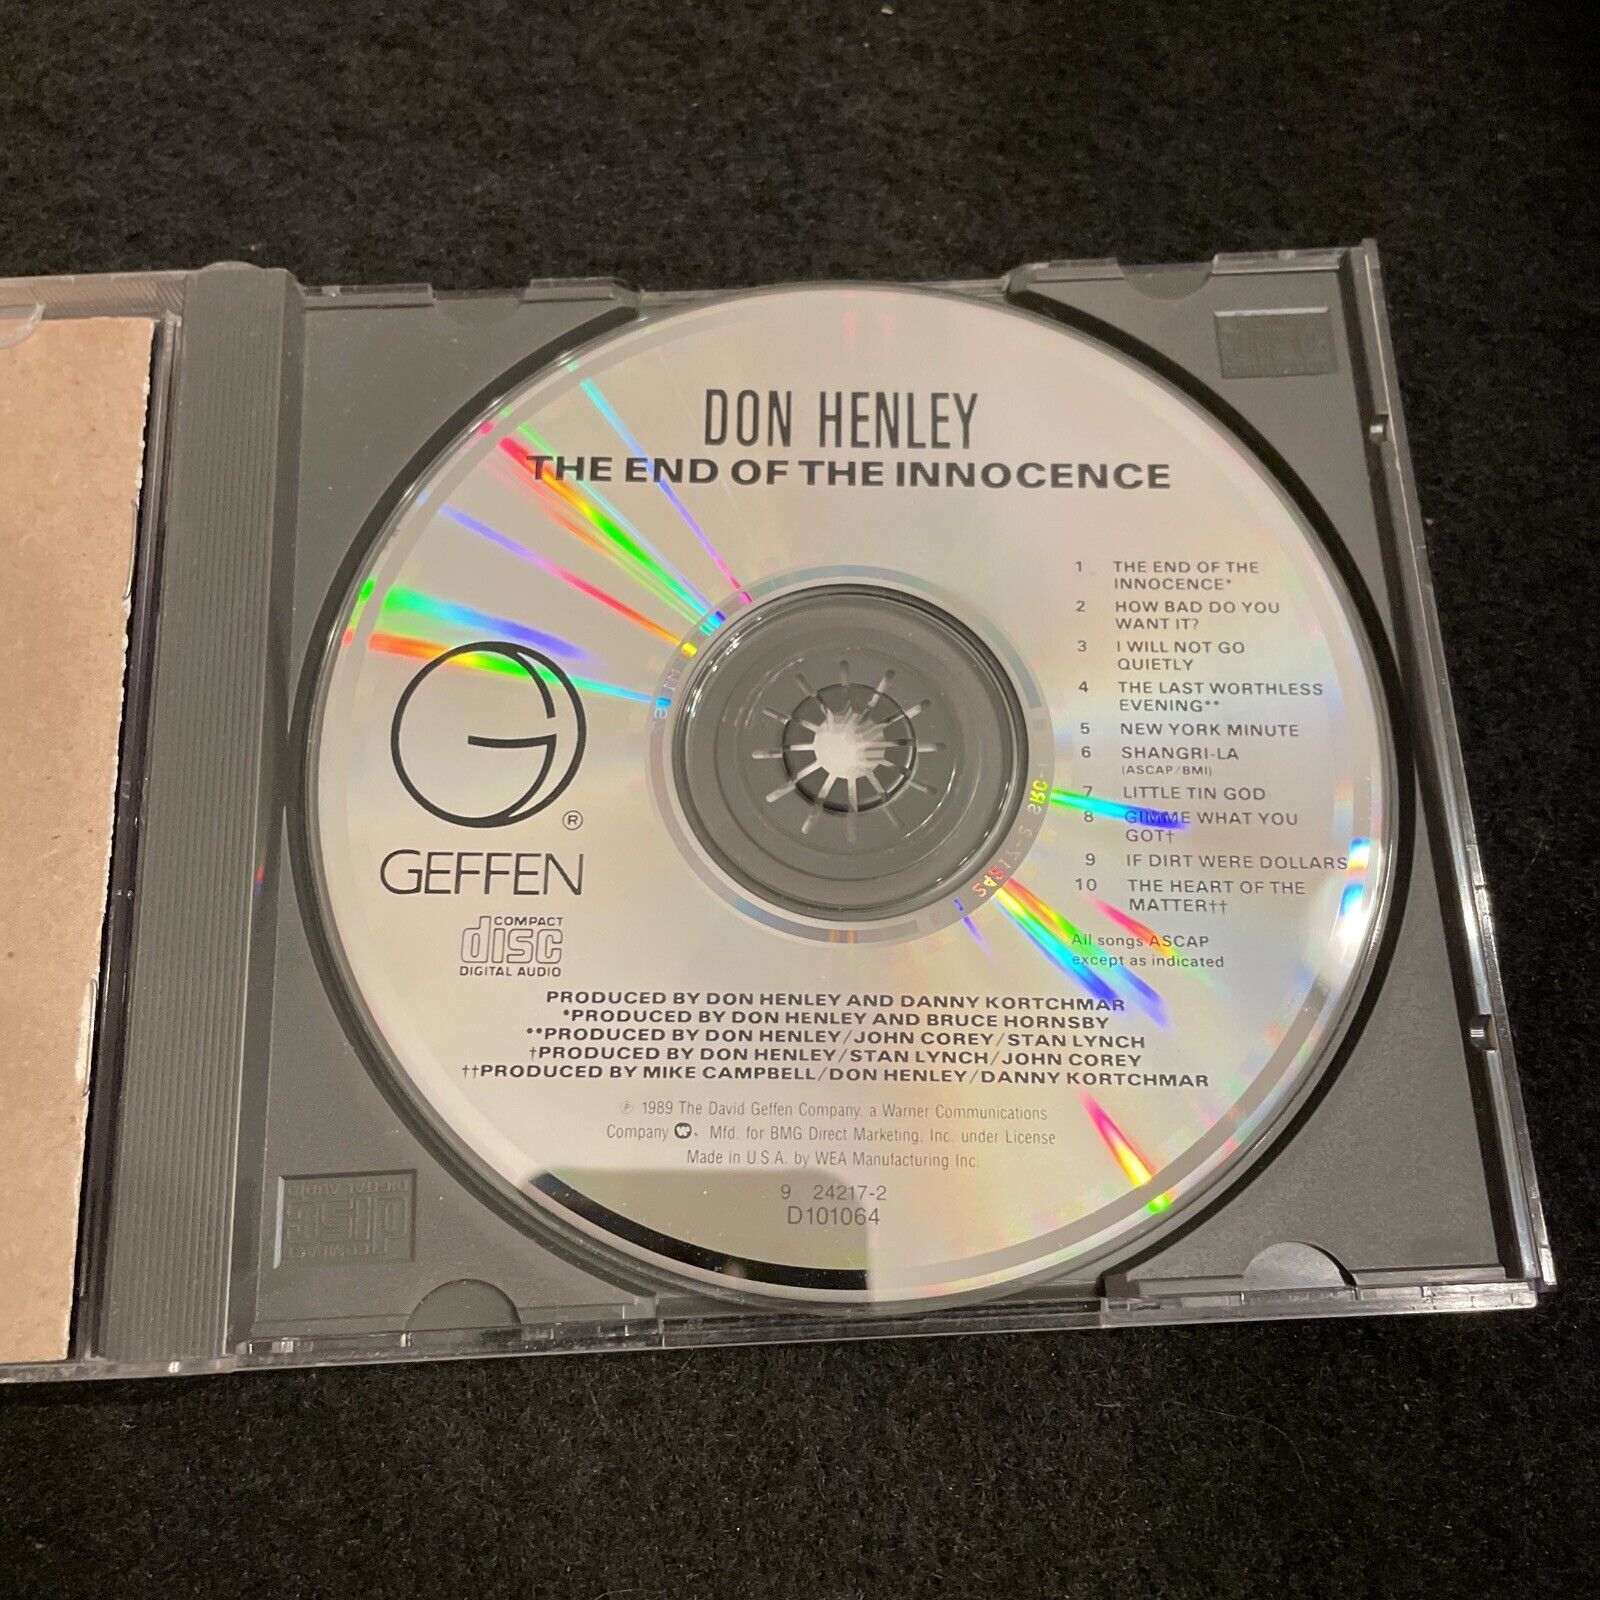 DON HENLEY
THE END OF THE INNOCENCE
1 THE END OF THE
INNOCENCE*
2 HOW BAD DO YOU
WANT IT?
3 I WILL NOT GO
QUIETLY
4 THE LAST WORTHLESS
EVENING**
5 NEW YORK MINUTE
6 SHANGRI-LA
(ASCAP/BMI)
7 LITTLE TIN GOD
8 GIMME WHAT YOU
GOT†
9 IF DIRT WERE DOLLARS
10 THE HEART OF THE
MATTER††
All songs ASCAP
except as indicated
G
®
GEFFEN
COMPACT
disc
DIGITAL AUDIO
PRODUCED BY DON HENLEY AND DANNY KORTCHMAR
*PRODUCED BY DON HENLEY AND BRUCE HORNSBY
**PRODUCED BY DON HENLEY/JOHN COREY/STAN LYNCH
†PRODUCED BY DON HENLEY/STAN LYNCH/JOHN COREY
††PRODUCED BY MIKE CAMPBELL/DON HENLEY/DANNY KORTCHMAR
℗ 1989 The David Geffen Company, a Warner Communications
Company W. Mfd. for BMG Direct Marketing, Inc. under License
Made in U.S.A. by WEA Manufacturing Inc.
9 24217-2
D101064
COMPACT
disc
DIGITAL AUDIO